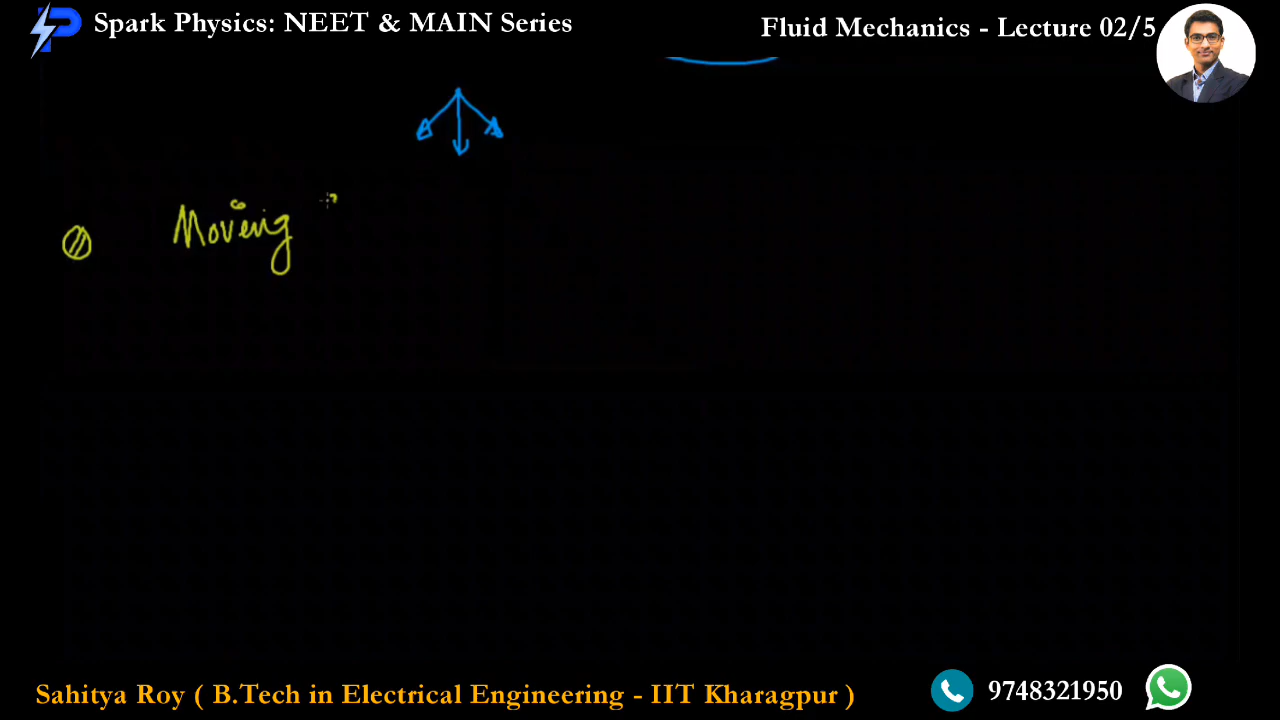 Spark Physics: NEET & MAIN Series
Fluid Mechanics - Lecture 02/5
Moving
Sahitya Roy ( B.Tech in Electrical Engineering - IIT Kharagpur )
9748321950